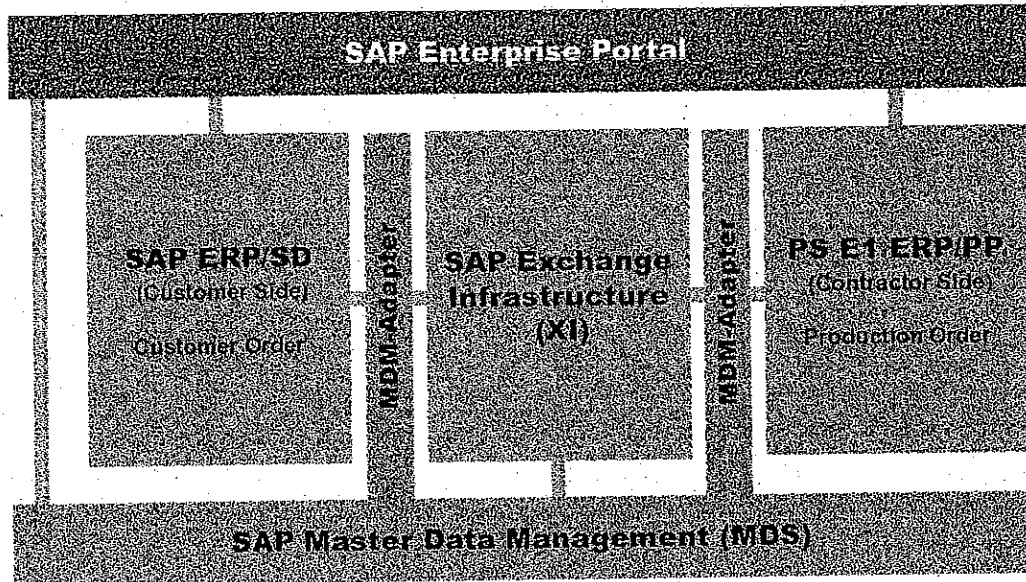 SAP Enterprise Portal
SAP ERP/SD
(Customer Side)
Customer Order
MDM-Adapter
SAP Exchange
Infrastructure
(XI)
MDM-Adapter
PS E1 ERP/PP
(Contractor Side)
Production Order
SAP Master Data Management (MDS)